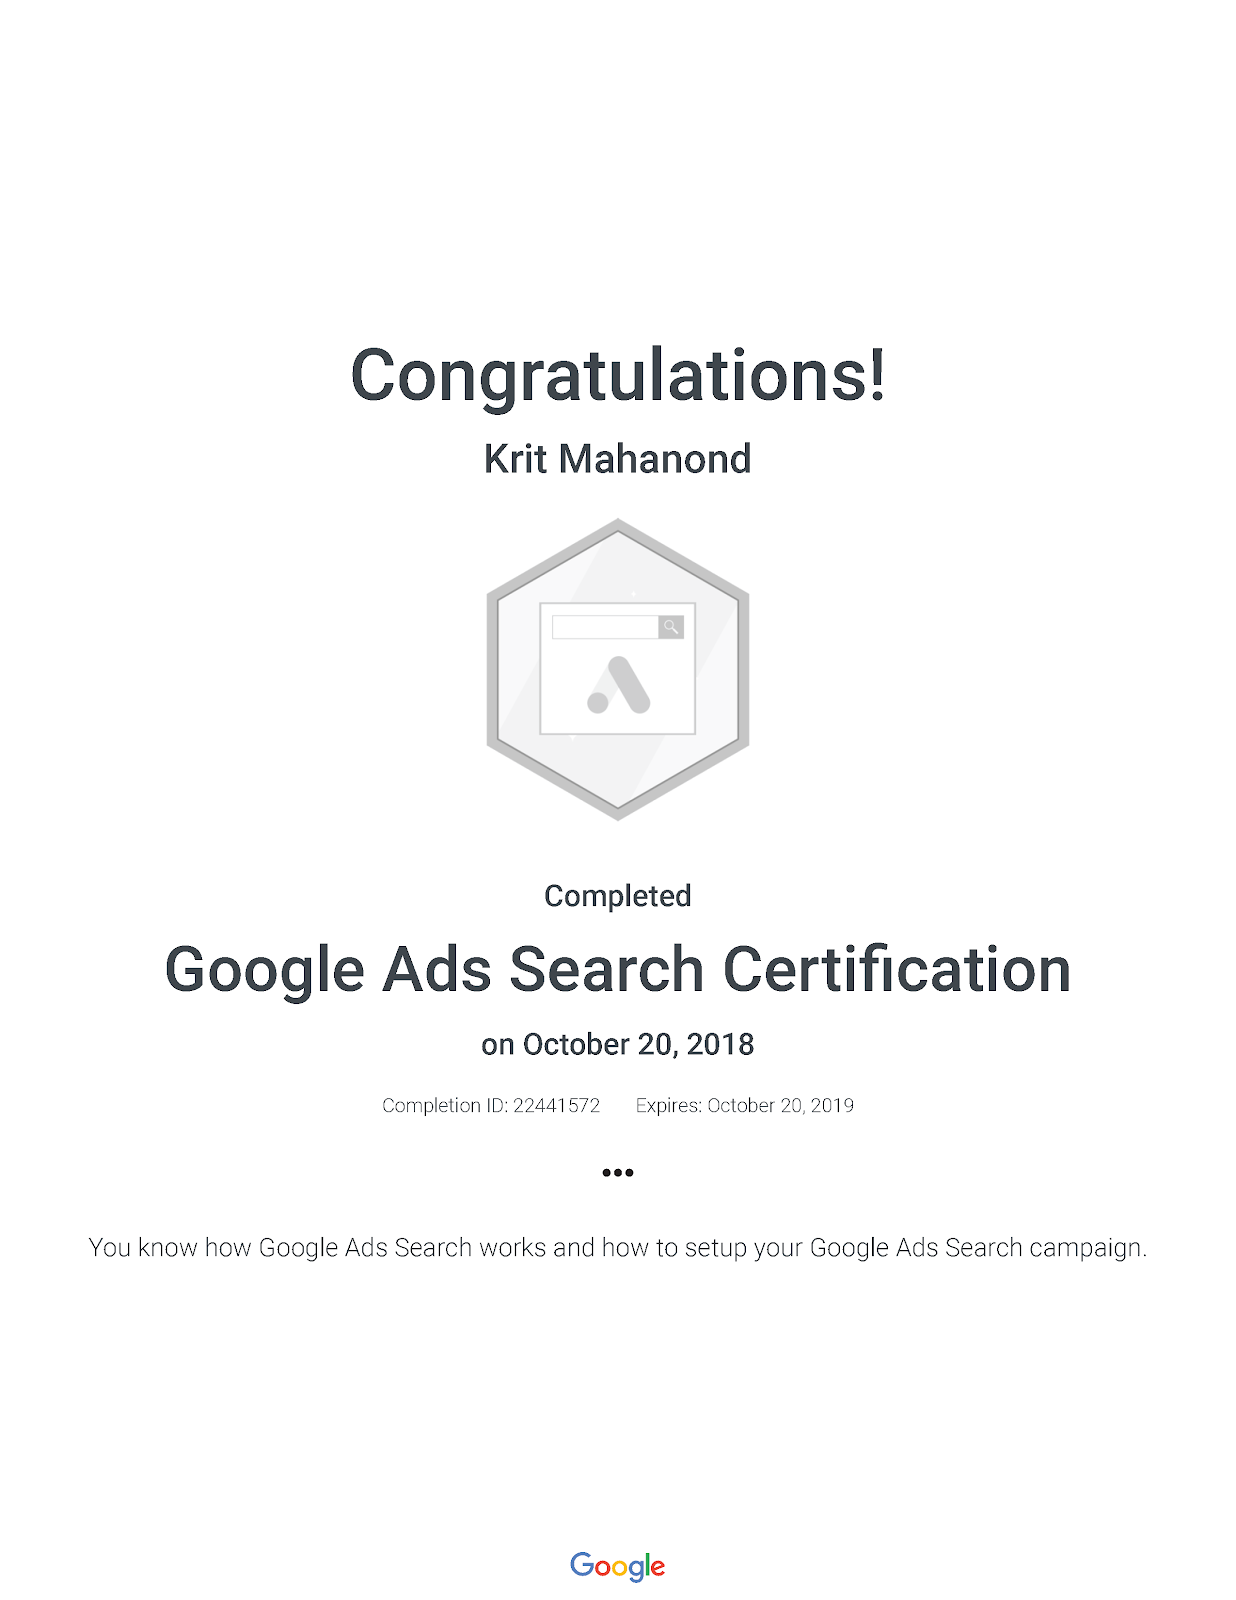 Congratulations!
Krit Mahanond
Completed
Google Ads Search Certification
on October 20, 2018
Completion ID: 22441572 Expires: October 20, 2019
•••
You know how Google Ads Search works and how to setup your Google Ads Search campaign.
Google